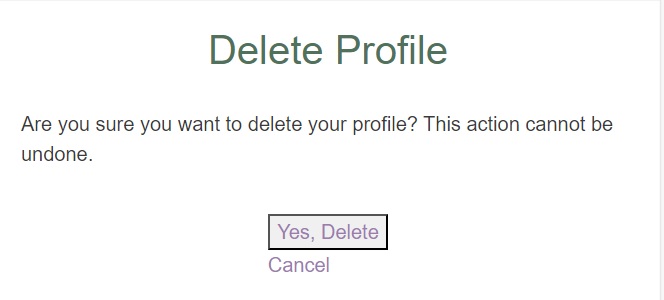 Delete Profile
Are you sure you want to delete your profile? This action cannot be
undone.
Yes, Delete
Cancel